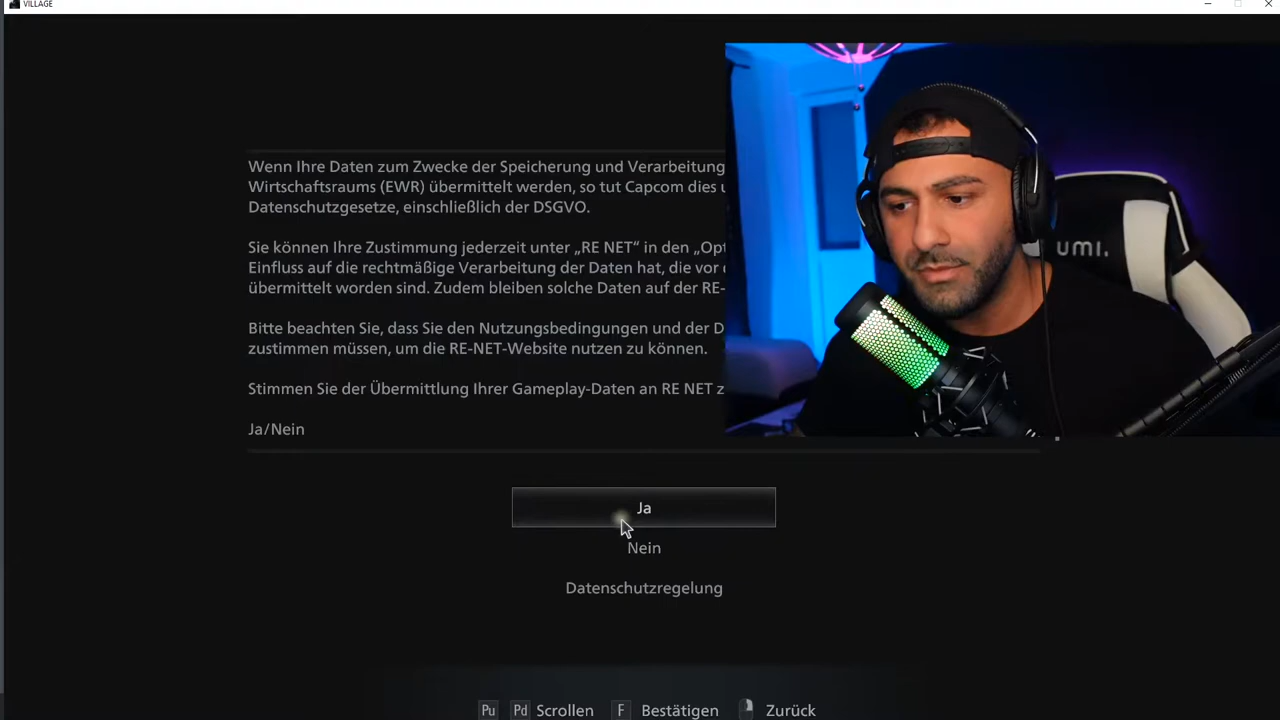 VILLAGE
Wenn Ihre Daten zum Zwecke der Speicherung und Verarbeitung
Wirtschaftsraums (EWR) übermittelt werden, so tut Capcom dies
Datenschutzgesetze, einschließlich der DSGVO.
Sie können Ihre Zustimmung jederzeit unter „RE NET“ in den
Einfluss auf die rechtmäßige Verarbeitung der Daten hat, die vor
übermittelt worden sind. Zudem bleiben solche Daten auf der RE-
Bitte beachten Sie, dass Sie den Nutzungsbedingungen und der
zustimmen müssen, um die RE-NET-Website nutzen zu können.
Stimmen Sie der Übermittlung Ihrer Gameplay-Daten an RE NET
Ja/Nein
Ja
Nein
Datenschutzregelung
Pu Pd Scrollen F Bestätigen Zurück
UMI.